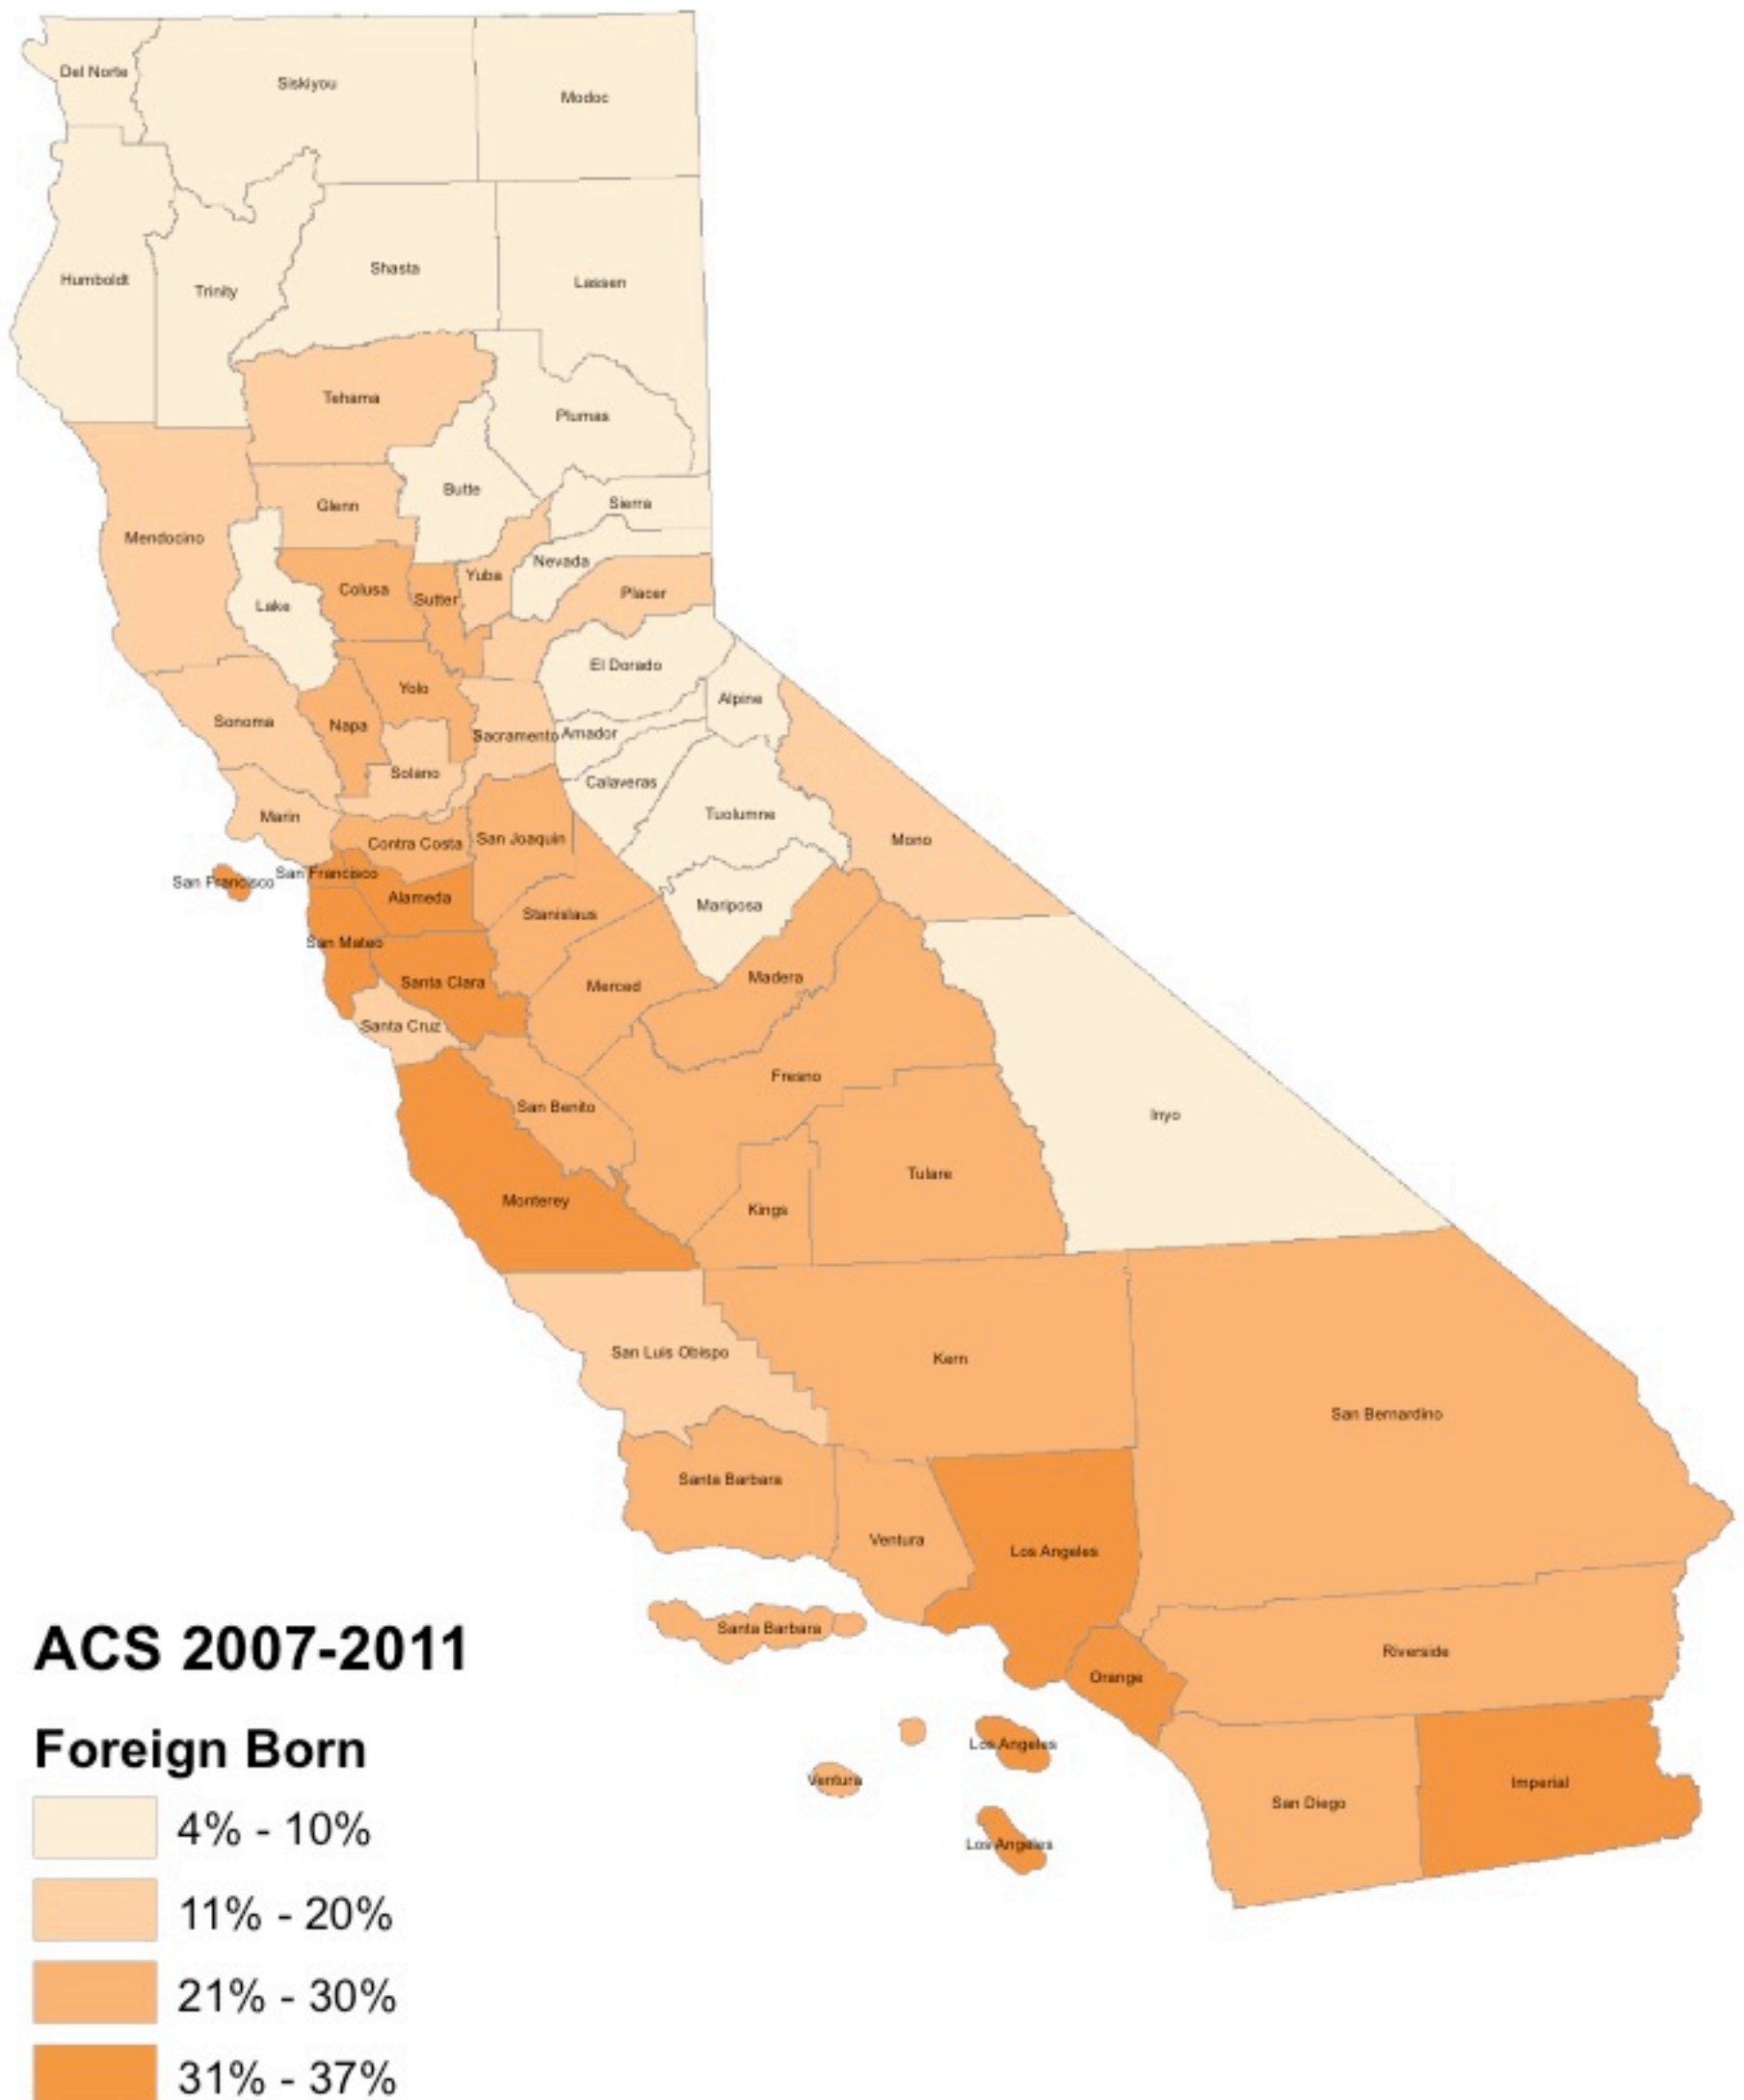 Del Norte
Siskiyou
Modoc
Humboldt
Trinity
Shasta
Lassen
Tehama
Plumas
Butte
Glenn
Sierra
Mendocino
Nevada
Yuba
Colusa
Placer
Sutter
Lake
El Dorado
Yolo
Alpine
Sonoma
Napa
Sacramento
Amador
Solano
Calaveras
Tuolumne
Marin
San Joaquin
Mono
Contra Costa
San Francisco
San Francisco
Alameda
Mariposa
Stanislaus
San Mateo
Madera
Santa Clara
Merced
Santa Cruz
Fresno
San Benito
Inyo
Tulare
Monterey
Kings
San Luis Obispo
Kern
San Bernardino
Santa Barbara
Ventura
Los Angeles
Santa Barbara
Riverside
Orange
Los Angeles
Ventura
Imperial
San Diego
Los Angeles
ACS 2007-2011
Foreign Born
4% - 10%
11% - 20%
21% - 30%
31% - 37%